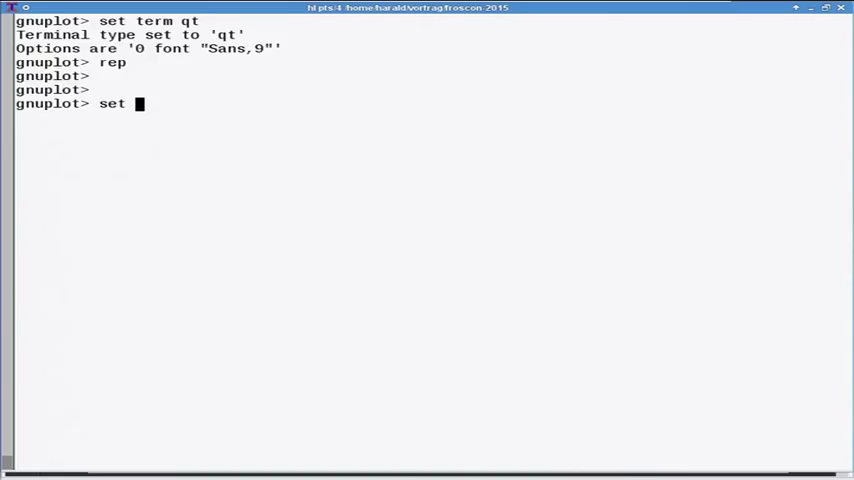 hl pts/4 /home/harald/vortrag/froscon-2015
gnuplot> set term qt
Terminal type set to 'qt'
Options are '0 font "Sans,9"'
gnuplot> rep
gnuplot>
gnuplot>
gnuplot> set